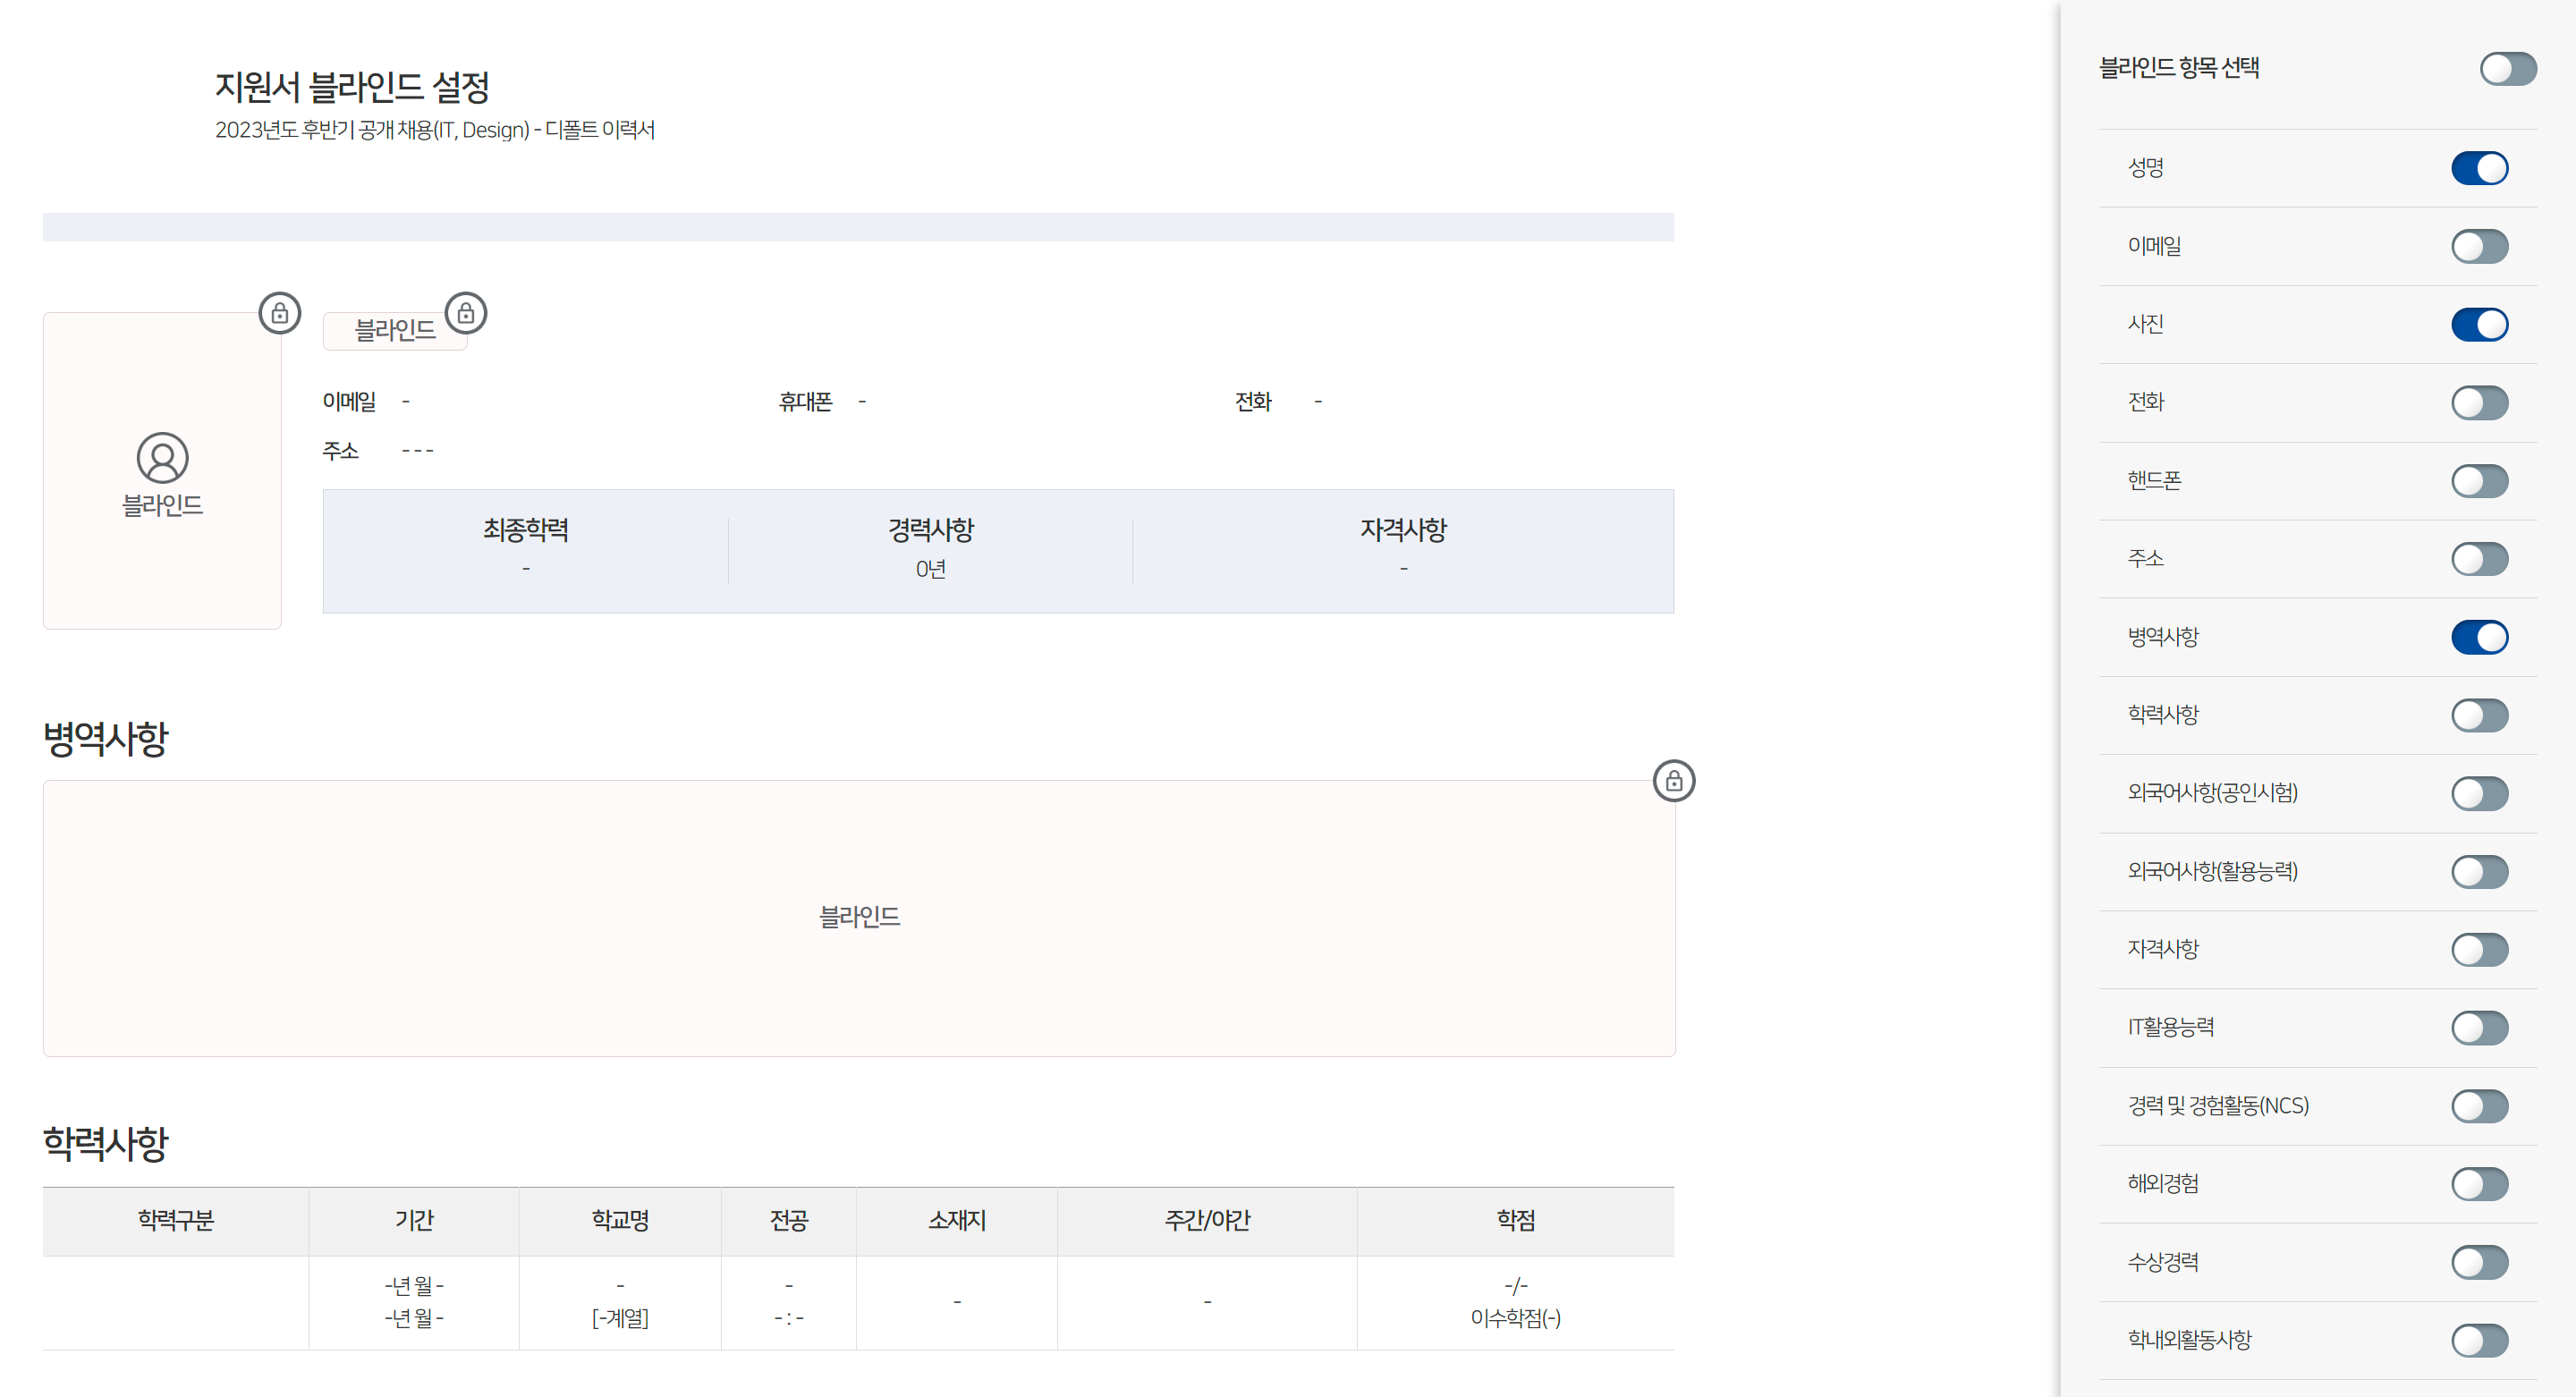 지원서 블라인드 설정
2023년도 후반기 공개 채용(IT, Design) - 디폴트 이력서
블라인드
블라인드
이메일 -
휴대폰 -
전화 -
주소 - - -
최종학력
-
경력사항
0년
자격사항
-
병역사항
블라인드
학력사항
학력구분 기간 학교명 전공 소재지 주간/야간 학점
-년 월 - - - - - -/-
-년 월 - [-계열] - : - 이수학점(-)
블라인드 항목 선택
성명
이메일
사진
전화
핸드폰
주소
병역사항
학력사항
외국어사항(공인시험)
외국어사항(활용능력)
자격사항
IT활용능력
경력 및 경험활동(NCS)
해외경험
수상경력
학내외활동사항